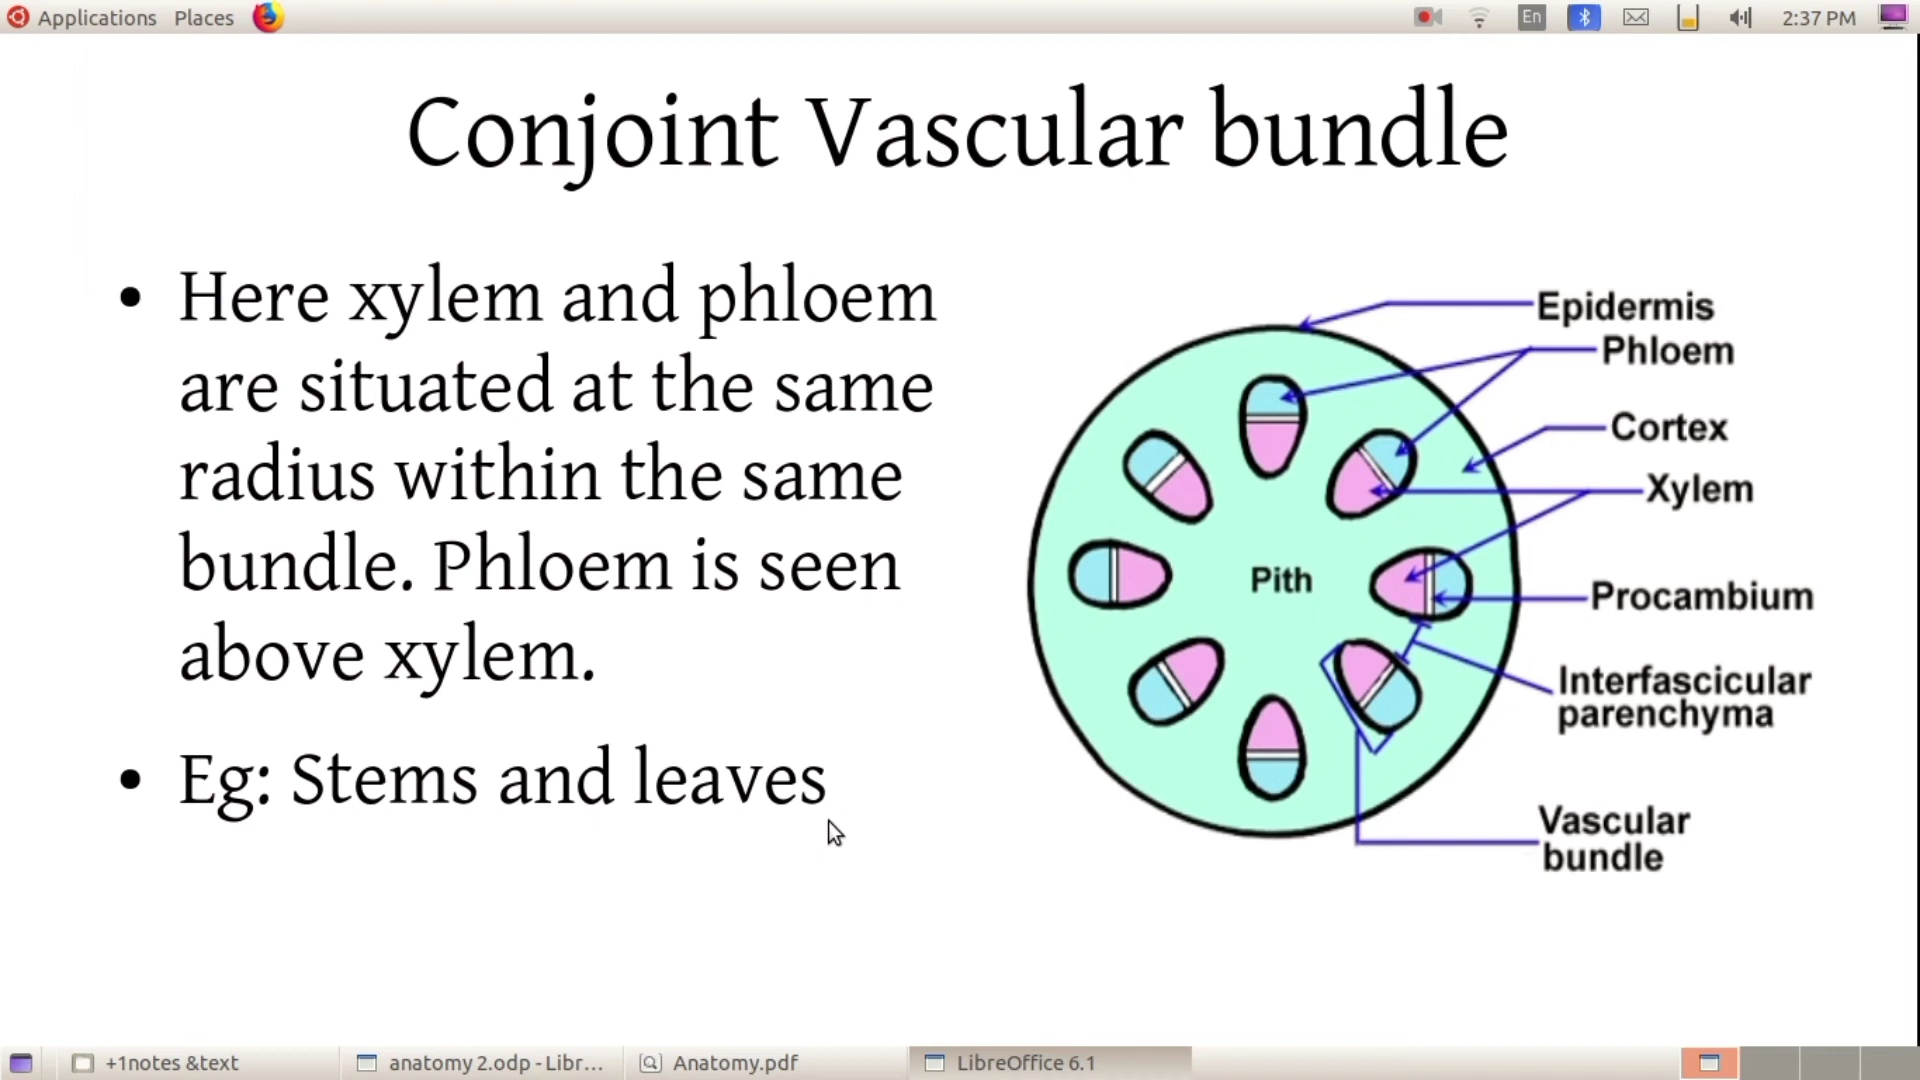 Applications Places
En
2:37 PM
Conjoint Vascular bundle
• Here xylem and phloem
are situated at the same
radius within the same
bundle. Phloem is seen
above xylem.
• Eg: Stems and leaves
Epidermis
Phloem
Cortex
Xylem
Pith
Procambium
Interfascicular
parenchyma
Vascular
bundle
+1notes &text
anatomy 2.odp - Libr...
Anatomy.pdf
LibreOffice 6.1